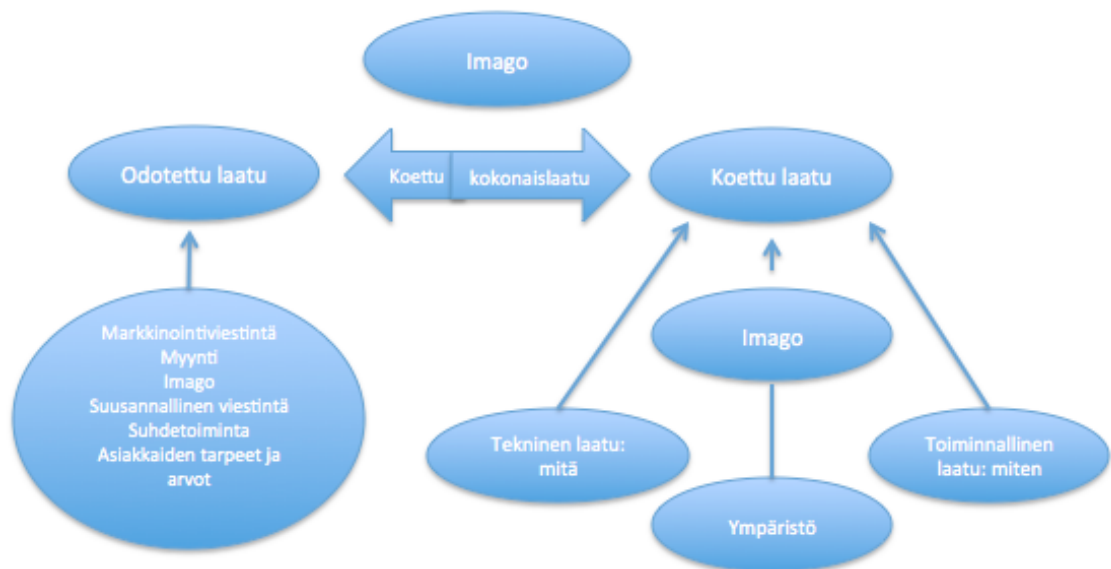 Imago
Odotettu laatu
Koettu kokonaislaatu
Koettu laatu
Markkinointiviestintä
Myynti
Imago
Suusannallinen viestintä
Suhdetoiminta
Asiakkaiden tarpeet ja
arvot
Imago
Tekninen laatu:
mitä
Toiminnallinen
laatu: miten
Ympäristö